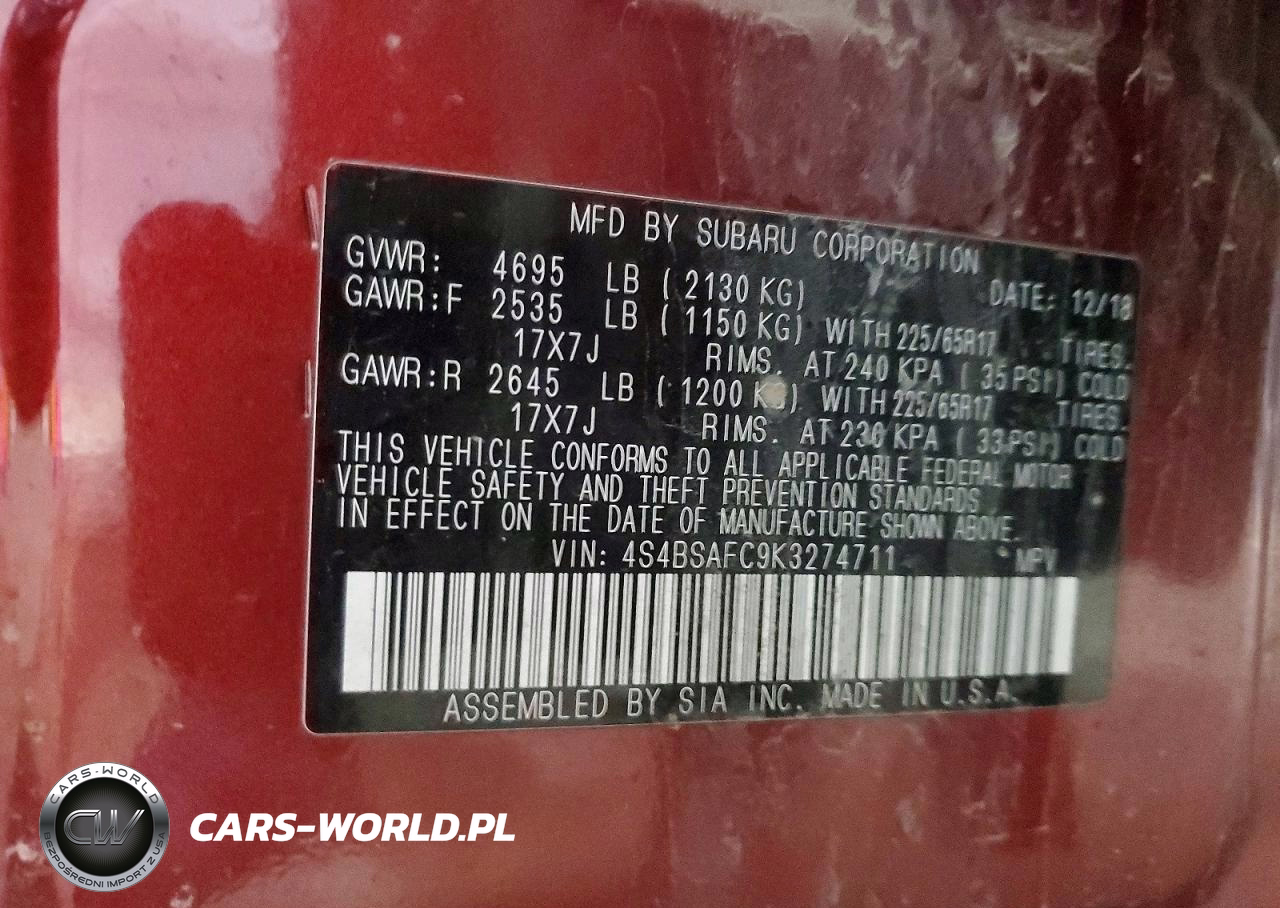 MFD BY SUBARU CORPORATION
GVWR: 4695 LB ( 2130 KG) DATE: 12/18
GAWR:F 2535 LB ( 1150 KG) WITH 225/65R17 TIRES.
17X7J RIMS. AT 240 KPA ( 35 PSI) COLD
GAWR:R 2645 LB ( 1200 KG) WITH 225/65R17 TIRES.
17X7J RIMS. AT 230 KPA ( 33 PSI) COLD
THIS VEHICLE CONFORMS TO ALL APPLICABLE FEDERAL MOTOR
VEHICLE SAFETY AND THEFT PREVENTION STANDARDS
IN EFFECT ON THE DATE OF MANUFACTURE SHOWN ABOVE.
VIN: 4S4BSAFC9K3274711 MPV
ASSEMBLED BY SIA INC. MADE IN U.S.A.
CARS-WORLD
CW
BEZPOŚREDNI IMPORT Z USA
CARS-WORLD.PL